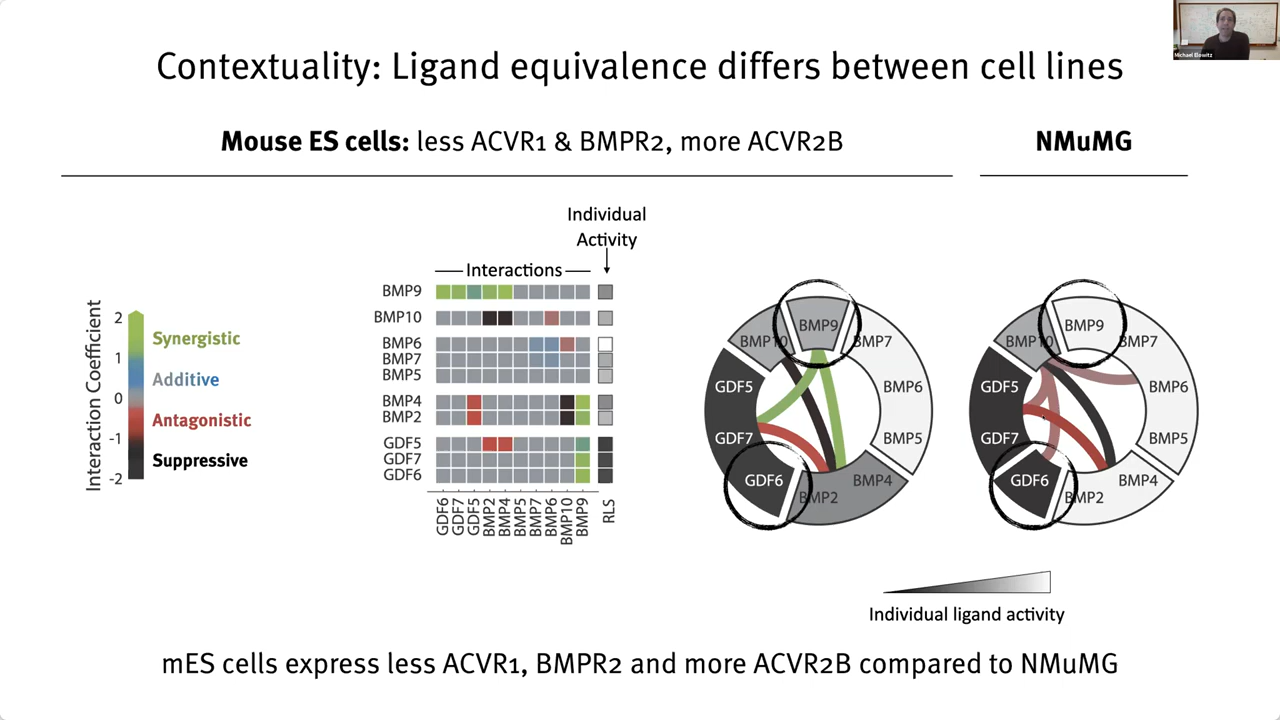 Contextuality: Ligand equivalence differs between cell lines
Michael Elowitz
Mouse ES cells: less ACVR1 & BMPR2, more ACVR2B
NMuMG
Individual
Activity
Interactions
BMP9
BMP10
BMP6
BMP7
BMP5
BMP4
BMP2
GDF5
GDF7
GDF6
GDF6
GDF7
GDF5
BMP2
BMP4
BMP5
BMP7
BMP6
BMP10
BMP9
RLS
Interaction Coefficient
2
1
0
-1
-2
Synergistic
Additive
Antagonistic
Suppressive
BMP9
BMP10
BMP7
GDF5
BMP6
GDF7
BMP5
GDF6
BMP4
BMP2
BMP9
BMP10
BMP7
GDF5
BMP6
GDF7
BMP5
GDF6
BMP4
BMP2
Individual ligand activity
mES cells express less ACVR1, BMPR2 and more ACVR2B compared to NMuMG